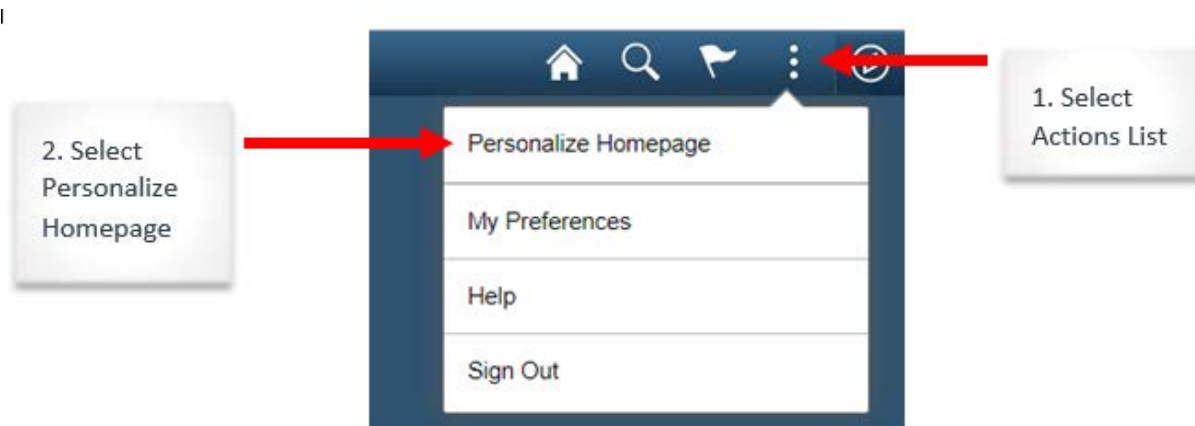 1. Select
Actions List
2. Select
Personalize
Homepage
Personalize Homepage
My Preferences
Help
Sign Out